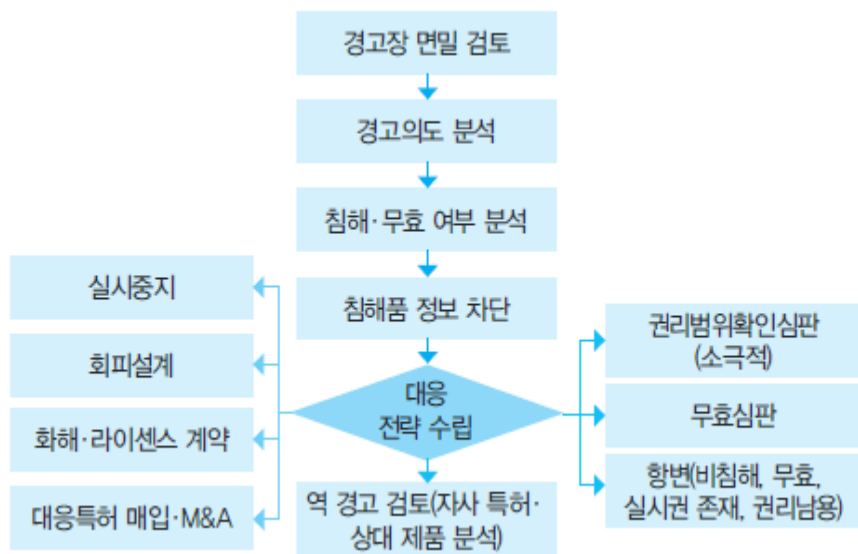 경고장 면밀 검토
경고의도 분석
침해·무효 여부 분석
침해품 정보 차단
대응
전략 수립
실시중지
회피설계
화해·라이센스 계약
대응특허 매입·M&A
역 경고 검토(자사 특허·
상대 제품 분석)
권리범위확인심판
(소극적)
무효심판
항변(비침해, 무효,
실시권 존재, 권리남용)